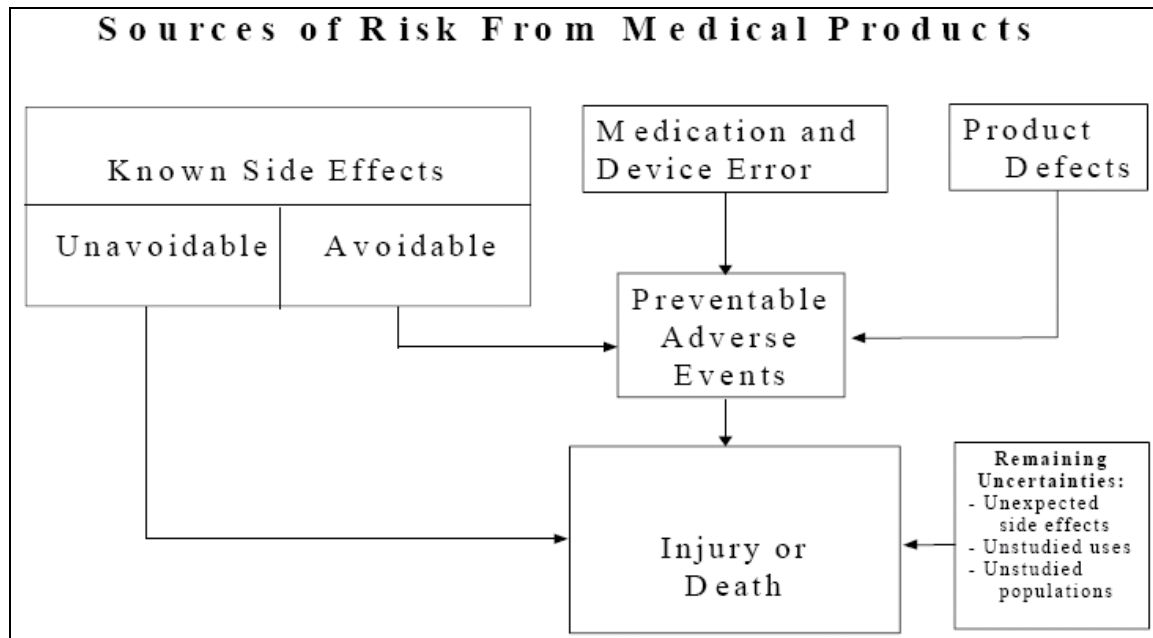 Sources of Risk From Medical Products
Known Side Effects
Unavoidable
Avoidable
Medication and
Device Error
Product
Defects
Preventable
Adverse
Events
Injury or
Death
Remaining
Uncertainties:
- Unexpected
side effects
- Unstudied uses
- Unstudied
populations